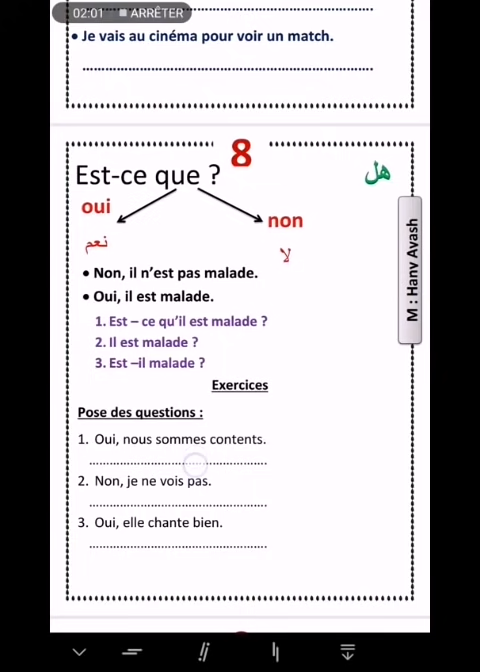 02:01 ARRÊTER
• Je vais au cinéma pour voir un match.
8
Est-ce que ?
هل
oui
non
نعم
لا
M : Hany Ayash
• Non, il n’est pas malade.
• Oui, il est malade.
1. Est – ce qu’il est malade ?
2. Il est malade ?
3. Est –il malade ?
Exercices
Pose des questions :
1. Oui, nous sommes contents.
2. Non, je ne vois pas.
3. Oui, elle chante bien.